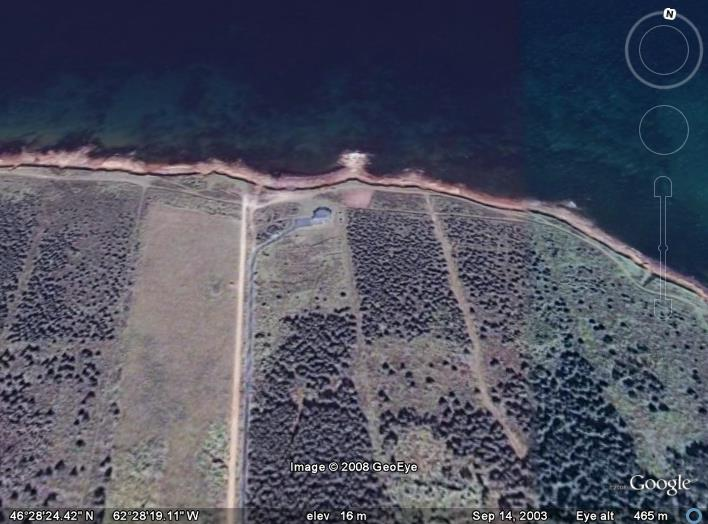 N
Image © 2008 GeoEye
Google
46°28'24.42" N 62°28'19.11" W elev 16 m Sep 14, 2003 Eye alt 465 m